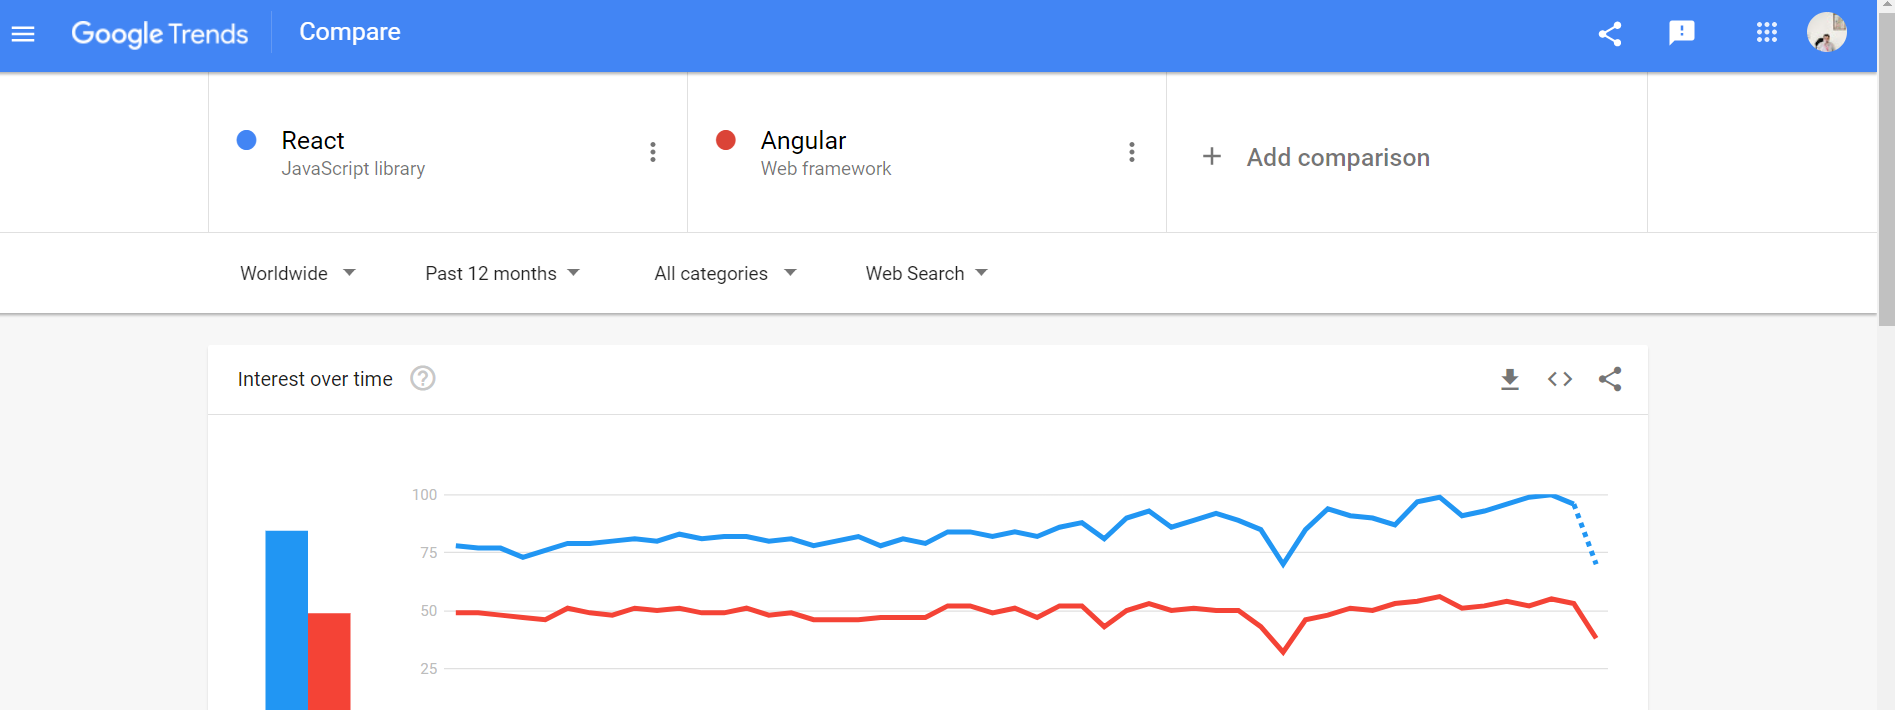 Google Trends
Compare
React
JavaScript library
Angular
Web framework
+ Add comparison
Worldwide
Past 12 months
All categories
Web Search
Interest over time
100
75
50
25